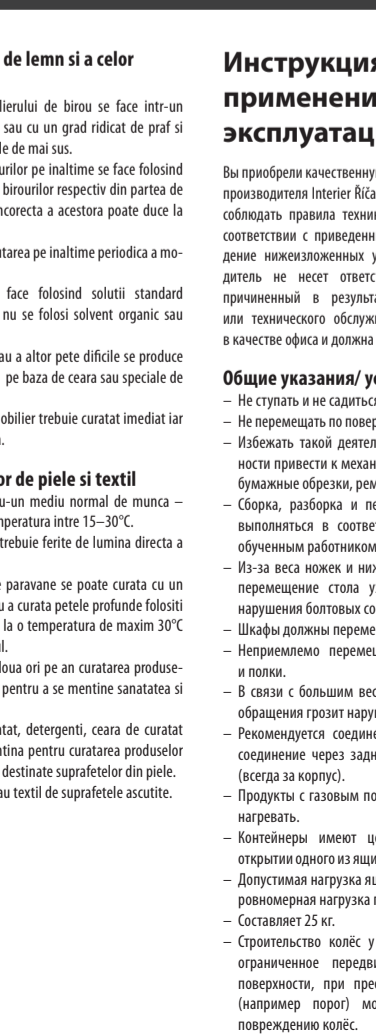 de lemn si a celor
lierului de birou se face intr-un
sau cu un grad ridicat de praf si
le de mai sus.
urilor pe inaltime se face folosind
birourilor respectiv din partea de
ncorecta a acestora poate duce la
utarea pe inaltime periodica a mo-
face folosind solutii standard
nu se folosi solvent organic sau
au a altor pete dificile se produce
pe baza de ceara sau speciale de
obilier trebuie curatat imediat iar
or de piele si textil
u-un mediu normal de munca –
mperatura intre 15–30°C.
trebuie ferite de lumina directa a
e paravane se poate curata cu un
u a curata petele profunde folositi
la o temperatura de maxim 30°C
ul.
doua ori pe an curatarea produse-
pentru a se mentine sanatatea si
tat, detergenti, ceara de curatat
ntina pentru curatarea produselor
destinate suprafetelor din piele.
au textil de suprafetele ascutite.
Инструкция
применени
эксплуатац
Вы приобрели качественну
производителя Interier Říča
соблюдать правила техни
соответствии с приведенн
дение нижеизложенных у
дитель не несет ответс
причиненный в результа
или технического обслуж
в качестве офиса и должна
Общие указания/ ус
– Не ступать и не садиться
– Не перемещать по повер
– Избежать такой деятел
ности привести к механ
бумажные обрезки, рем
– Сборка, разборка и пе
выполняться в соотве
обученным работником
– Из-за веса ножек и ниж
перемещение стола у
нарушения болтовых со
– Шкафы должны переме
– Неприемлемо перемещ
и полки.
– В связи с большим вес
обращения грозит нару
– Рекомендуется соедине
соединение через задн
(всегда за корпус).
– Продукты с газовым по
нагревать.
– Контейнеры имеют це
открытии одного из ящи
– Допустимая нагрузка ящ
ровномерная нагрузка п
– Составляет 25 кг.
– Строительство колёс у
ограниченное передви
поверхности, при прео
(например порог) мо
повреждению колёс.